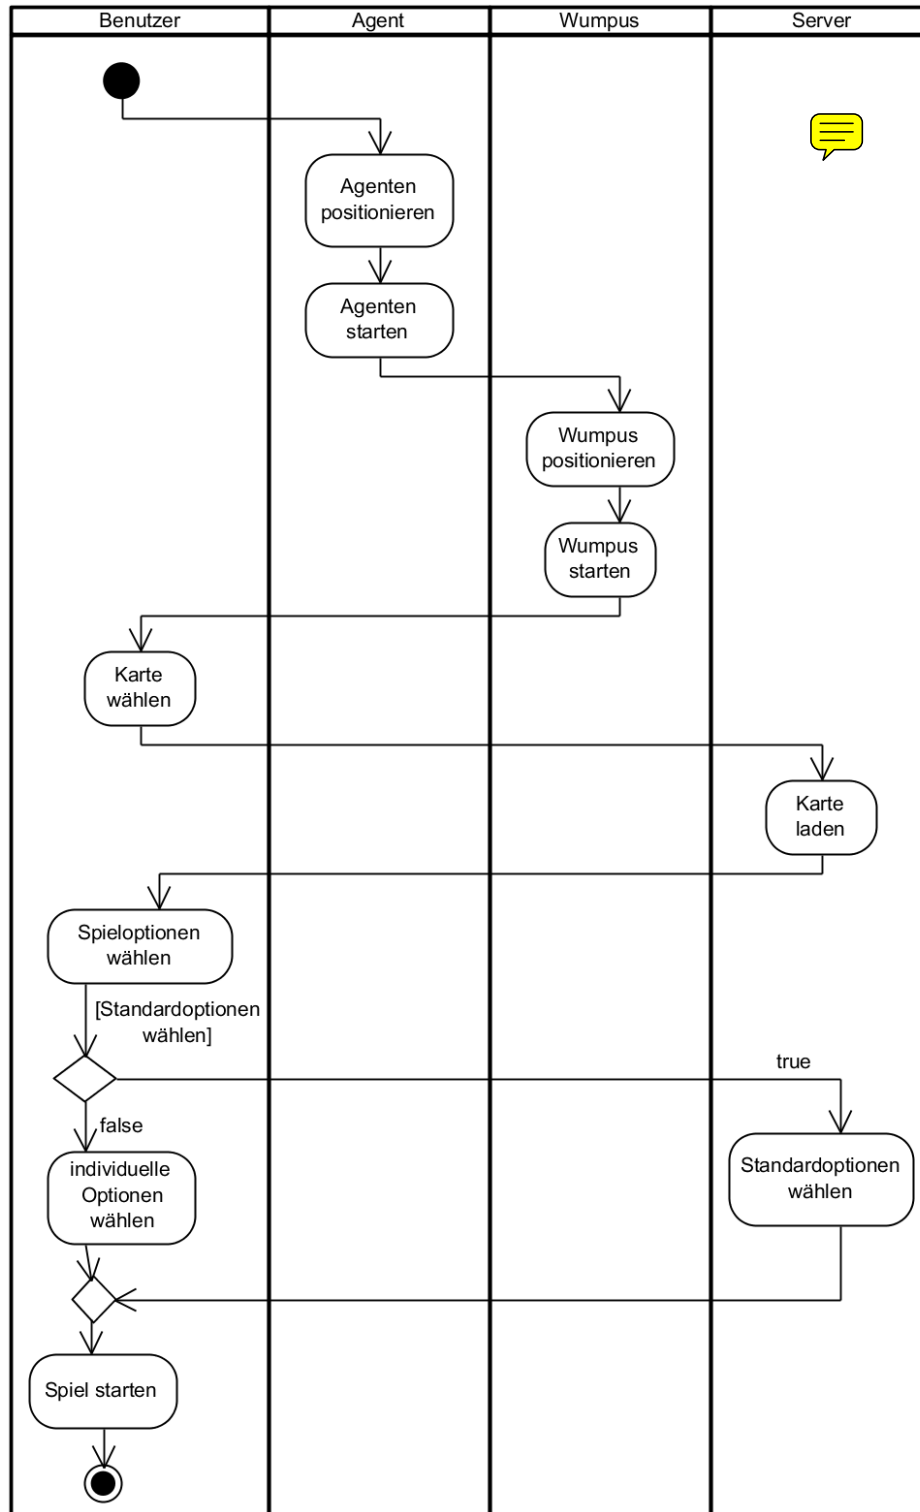 Benutzer
Agent
Wumpus
Server
Agenten
positionieren
Agenten
starten
Wumpus
positionieren
Wumpus
starten
Karte
wählen
Karte
laden
Spieloptionen
wählen
[Standardoptionen
wählen]
true
false
individuelle
Optionen
wählen
Standardoptionen
wählen
Spiel starten